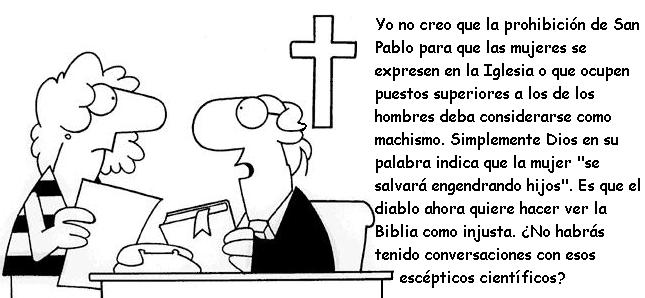 Yo no creo que la prohibición de San
Pablo para que las mujeres se
expresen en la Iglesia o que ocupen
puestos superiores a los de los
hombres deba considerarse como
machismo. Simplemente Dios en su
palabra indica que la mujer "se
salvará engendrando hijos". Es que el
diablo ahora quiere hacer ver la
Biblia como injusta. ¿No habrás
tenido conversaciones con esos
escépticos científicos?